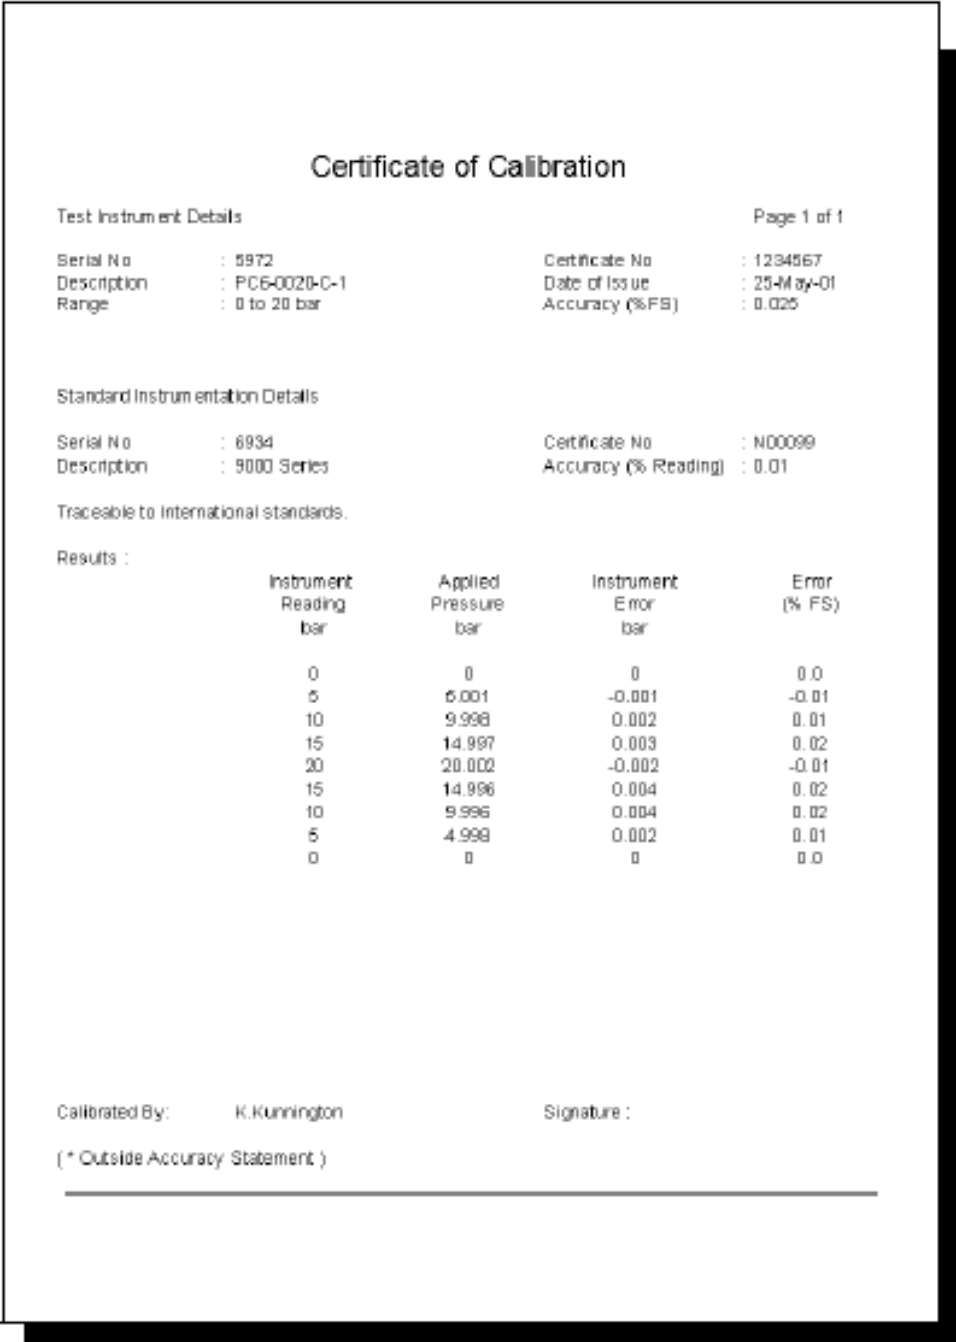 Certificate of Calibration
Test Instrument Details Page 1 of 1
Serial No : 5972 Certificate No : 1234567
Description : PC6-0020-C-1 Date of Issue : 25-May-01
Range : 0 to 20 bar Accuracy (%FS) : 0.025
Standard Instrumentation Details
Serial No : 6934 Certificate No : N00099
Description : 9000 Series Accuracy (% Reading) : 0.01
Traceable to International standards.
Results :
Instrument Applied Instrument Error
Reading Pressure Error (% FS)
bar bar bar
0 0 0 0.0
5 5.001 -0.001 -0.01
10 9.998 0.002 0.01
15 14.997 0.003 0.02
20 20.002 -0.002 -0.01
15 14.996 0.004 0.02
10 9.996 0.004 0.02
5 4.998 0.002 0.01
0 0 0 0.0
Calibrated By: K.Kunnington Signature :
( * Outside Accuracy Statement )